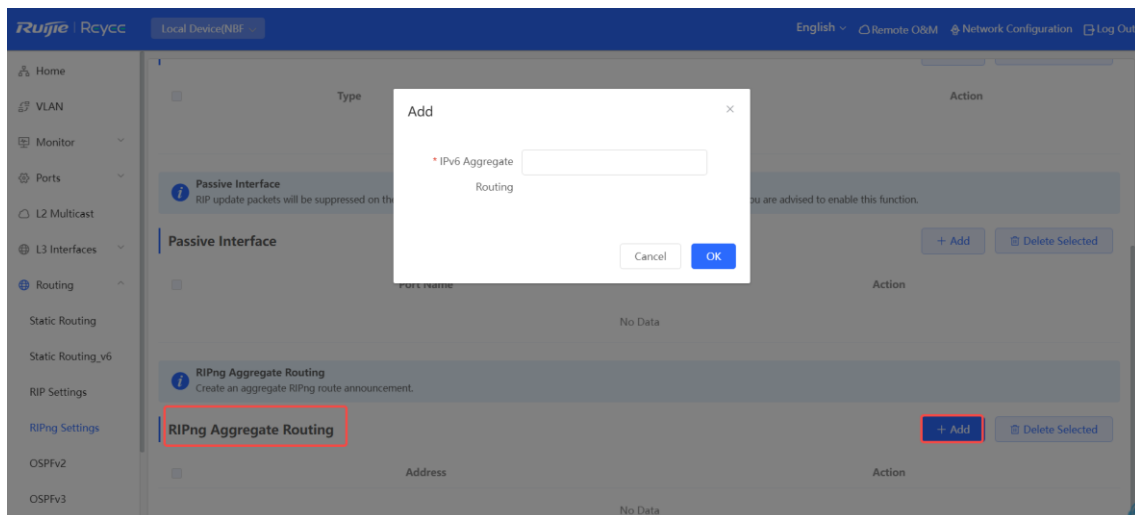 Ruijie Rcycc Local Device(NBF English Remote O&M Network Configuration Log Out
Home
VLAN
Monitor
Ports
L2 Multicast
L3 Interfaces
Routing
Static Routing
Static Routing_v6
RIP Settings
RIPng Settings
OSPFv2
OSPFv3
Type Action
Add
* IPv6 Aggregate
Routing
Cancel OK
Passive Interface
RIP update packets will be suppressed on the
you are advised to enable this function.
Passive Interface + Add Delete Selected
Port Name Action
No Data
RIPng Aggregate Routing
Create an aggregate RIPng route announcement.
RIPng Aggregate Routing + Add Delete Selected
Address Action
No Data